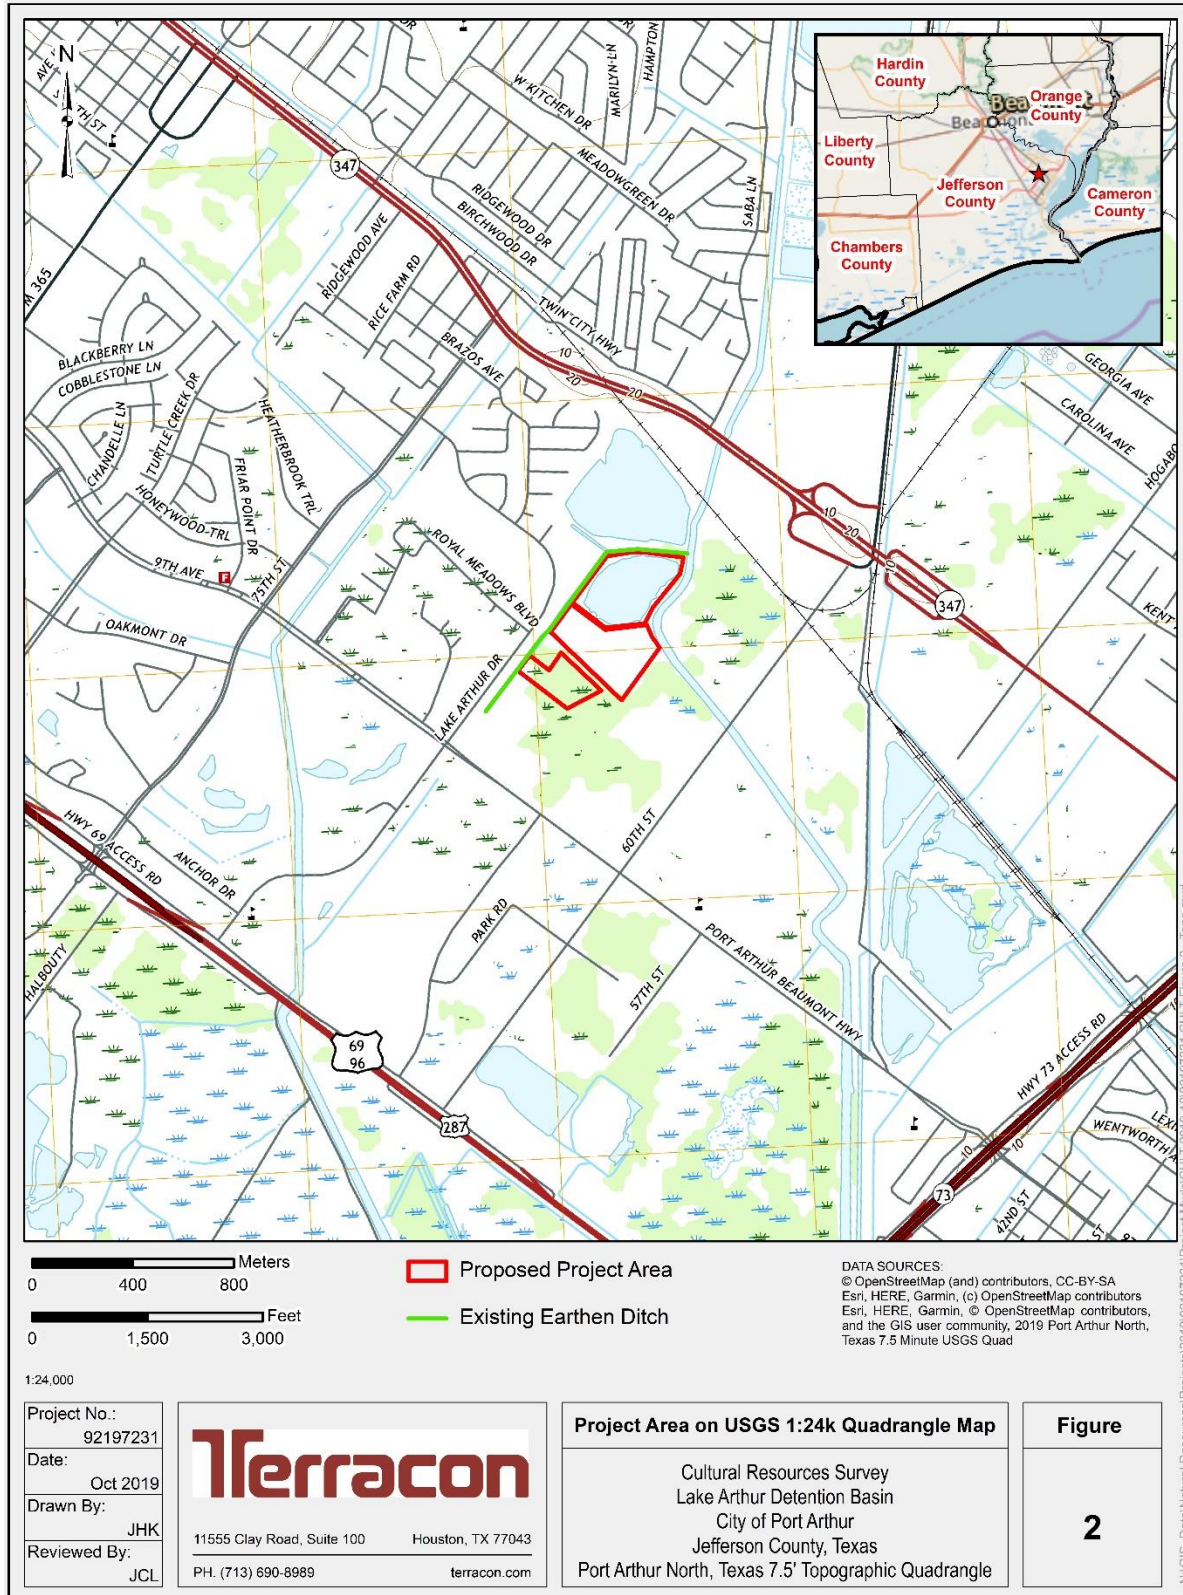 N
W KITCHEN DR
MARILYN LN
HAMPTON
MEADOWGREEN DR
SABA LN
RIDGEWOOD DR
BIRCHWOOD DR
347
RIDGEWOOD AVE
RICE FARM RD
TWIN CITY HWY
BRAZOS AVE
10
20
20
Hardin
County
Orange
County
Liberty
County
Jefferson
County
Cameron
County
Chambers
County
BLACKBERRY LN
COBBLESTONE LN
CHANDELLE LN
TURTLE CREEK DR
HEATHERBROOK TRL
FRIAR POINT DR
HONEYWOOD TRL
9TH AVE
F
75TH ST
OAKMONT DR
ROYAL MEADOWS BLVD
LAKE ARTHUR DR
GEORGIA AVE
CAROLINA AVE
10
20
10
347
HWY 69 ACCESS RD
ANCHOR DR
HALBOUTY
PARK RD
60TH ST
57TH ST
PORT ARTHUR BEAUMONT HWY
69
96
287
HWY 73 ACCESS RD
WENTWORTH
10
10
73
42ND ST
Meters
0 400 800
Feet
0 1,500 3,000
1:24,000
Proposed Project Area
Existing Earthen Ditch
DATA SOURCES:
© OpenStreetMap (and) contributors, CC-BY-SA
Esri, HERE, Garmin, (c) OpenStreetMap contributors
Esri, HERE, Garmin, © OpenStreetMap contributors,
and the GIS user community, 2019 Port Arthur North,
Texas 7.5 Minute USGS Quad
Project No.:
92197231
Date:
Oct 2019
Drawn By:
JHK
Reviewed By:
JCL
Terracon
11555 Clay Road, Suite 100 Houston, TX 77043
PH. (713) 690-8989 terracon.com
Project Area on USGS 1:24k Quadrangle Map
Cultural Resources Survey
Lake Arthur Detention Basin
City of Port Arthur
Jefferson County, Texas
Port Arthur North, Texas 7.5' Topographic Quadrangle
Figure
2